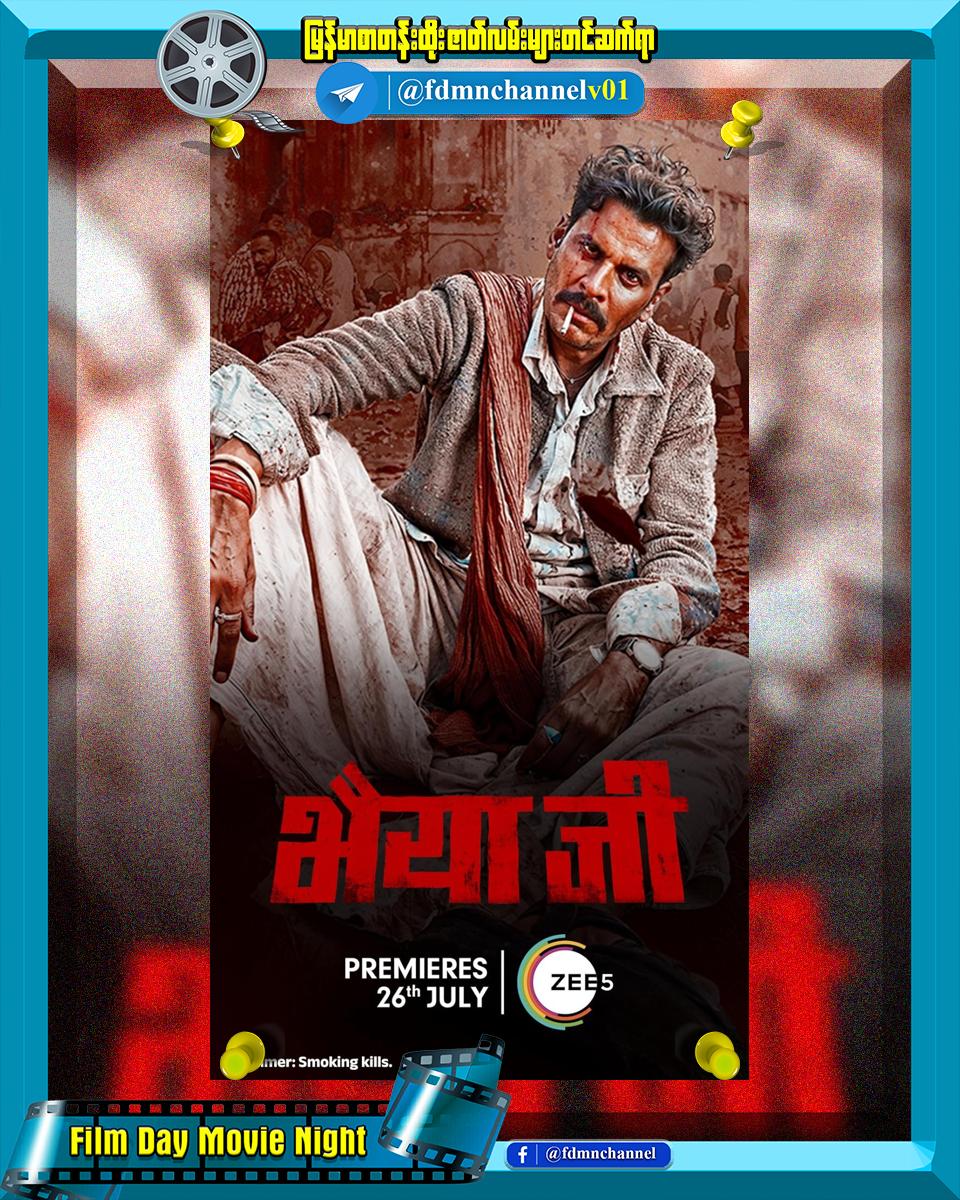 မြန်မာစာတန်းထိုးဇာတ်လမ်းများတင်ဆက်ရာ
@fdmnchannelv01
भैया जी
PREMIERES
26th JULY
ZEE5
imer: Smoking kills.
Film Day Movie Night
f @fdmnchannel